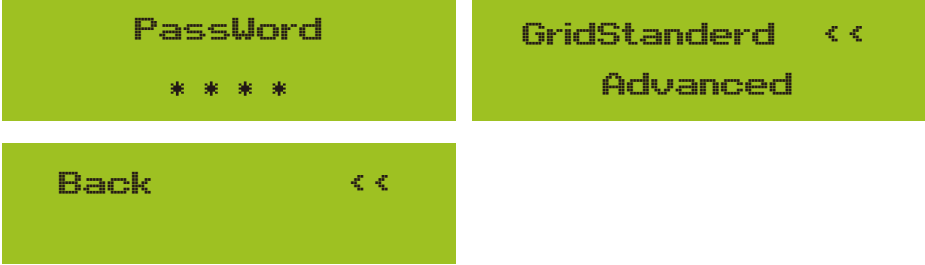 PassWord
* * * *
GridStanderd <<
Advanced
Back <<